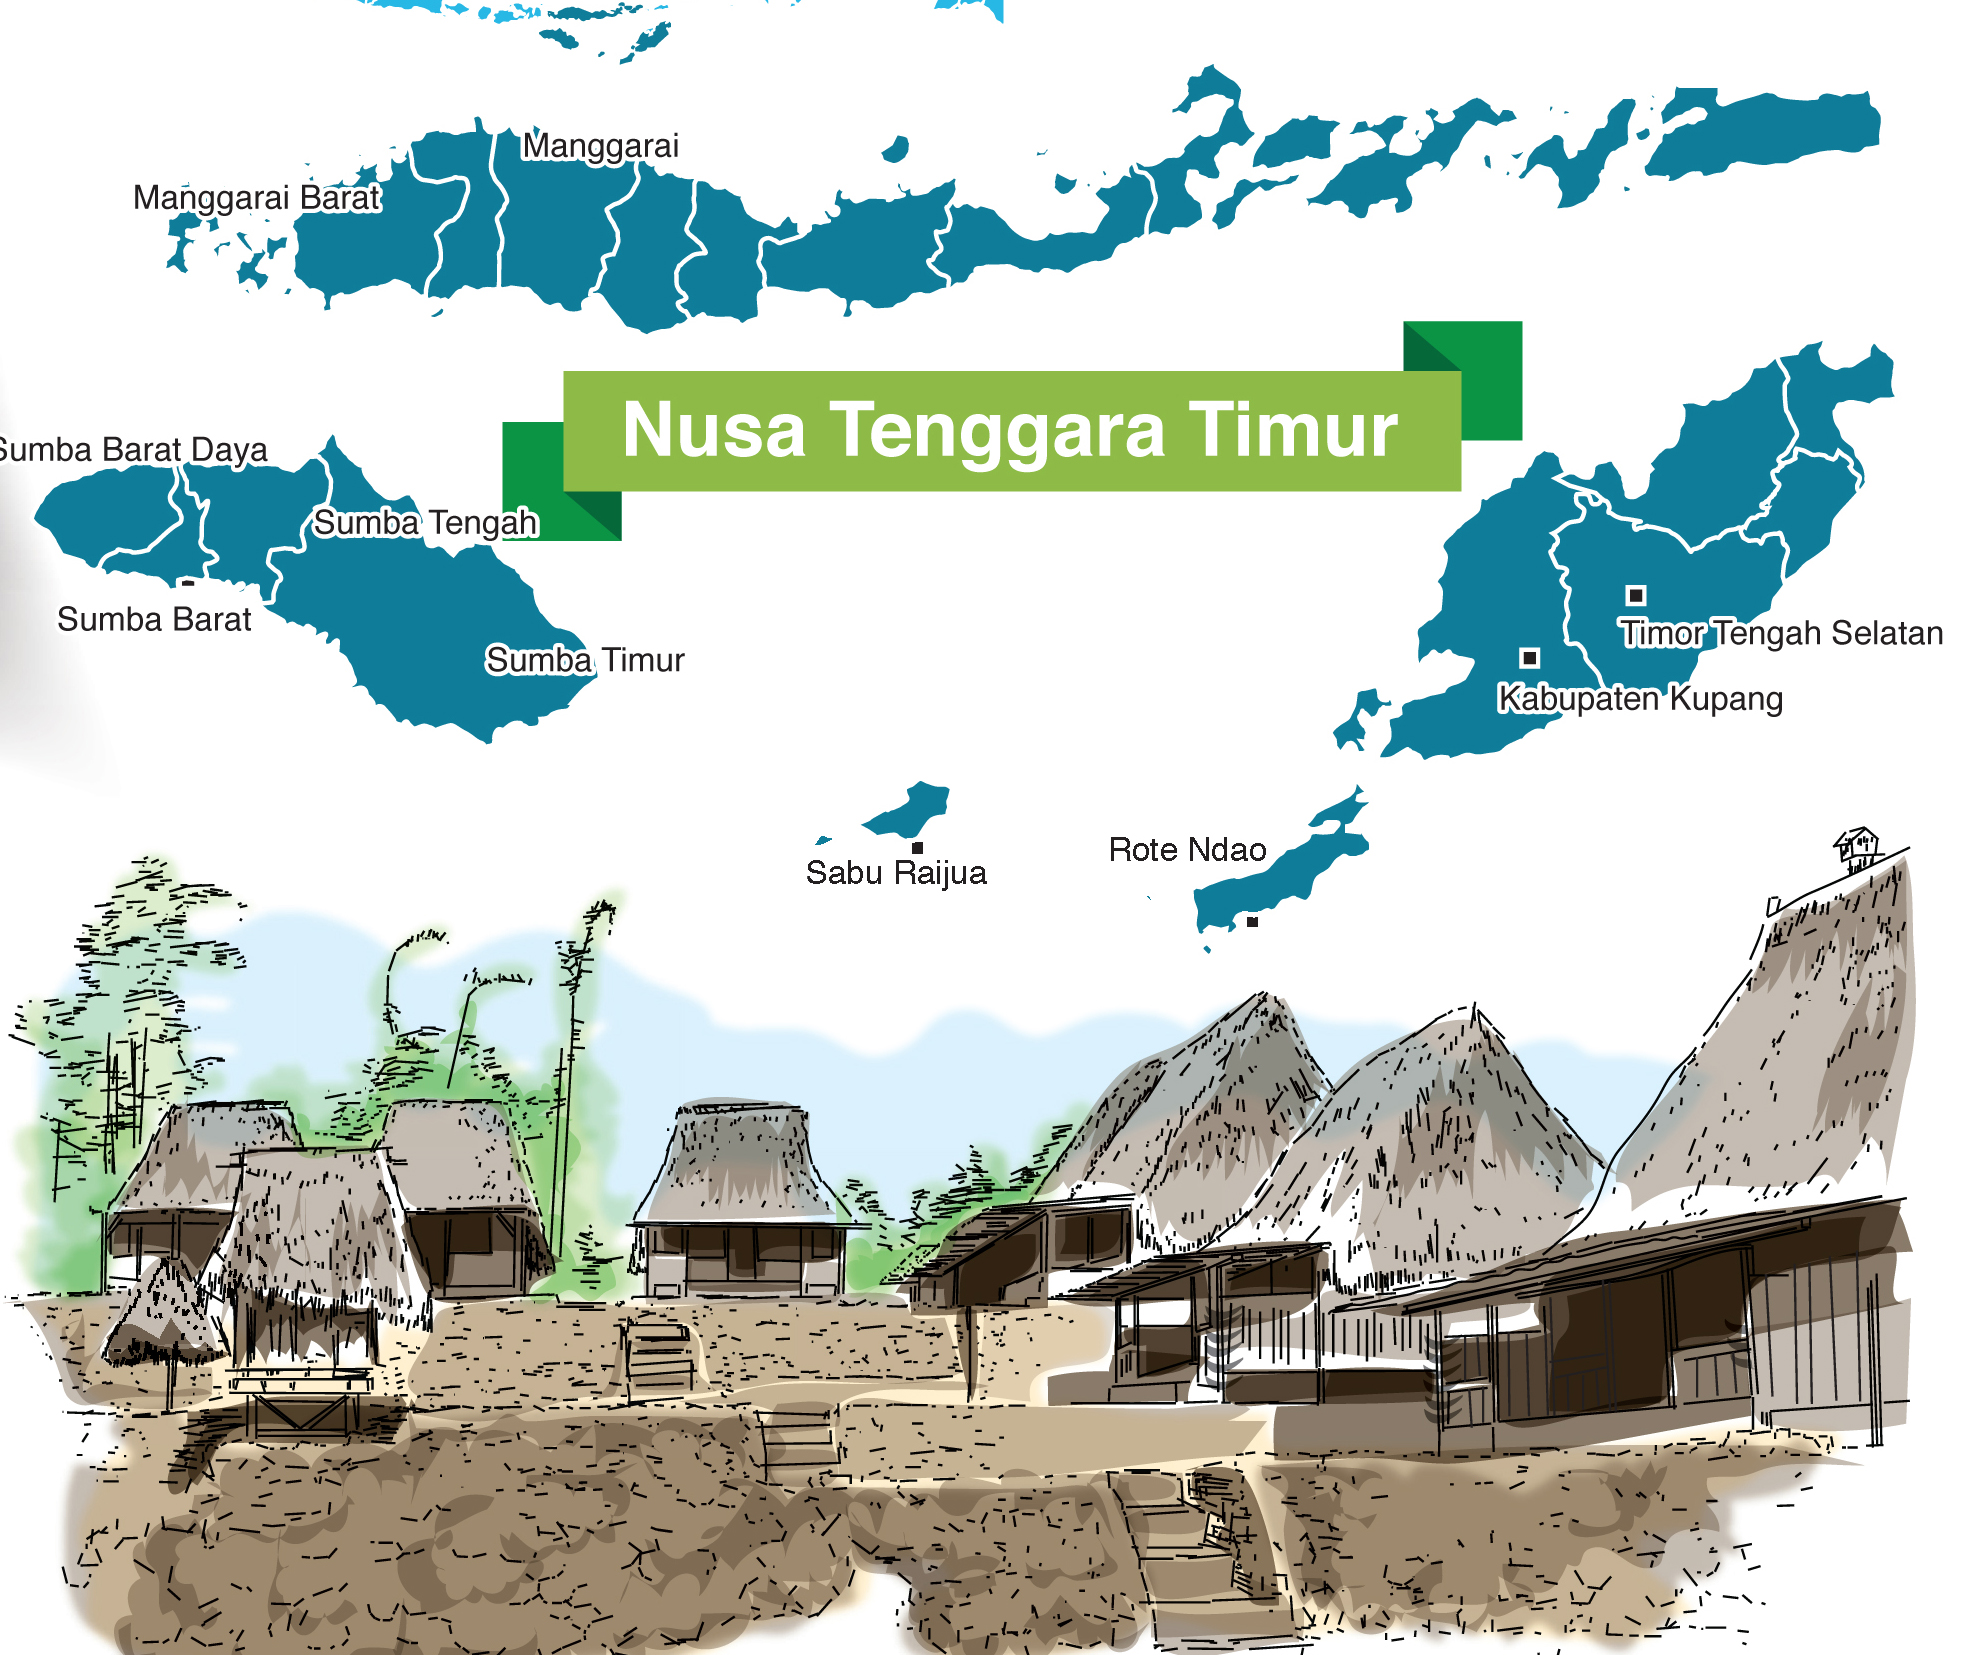 Manggarai
Manggarai Barat
Nusa Tenggara Timur
Sumba Barat Daya
Sumba Tengah
Sumba Barat
Timor Tengah Selatan
Sumba Timur
Kabupaten Kupang
Rote Ndao
Sabu Raijua